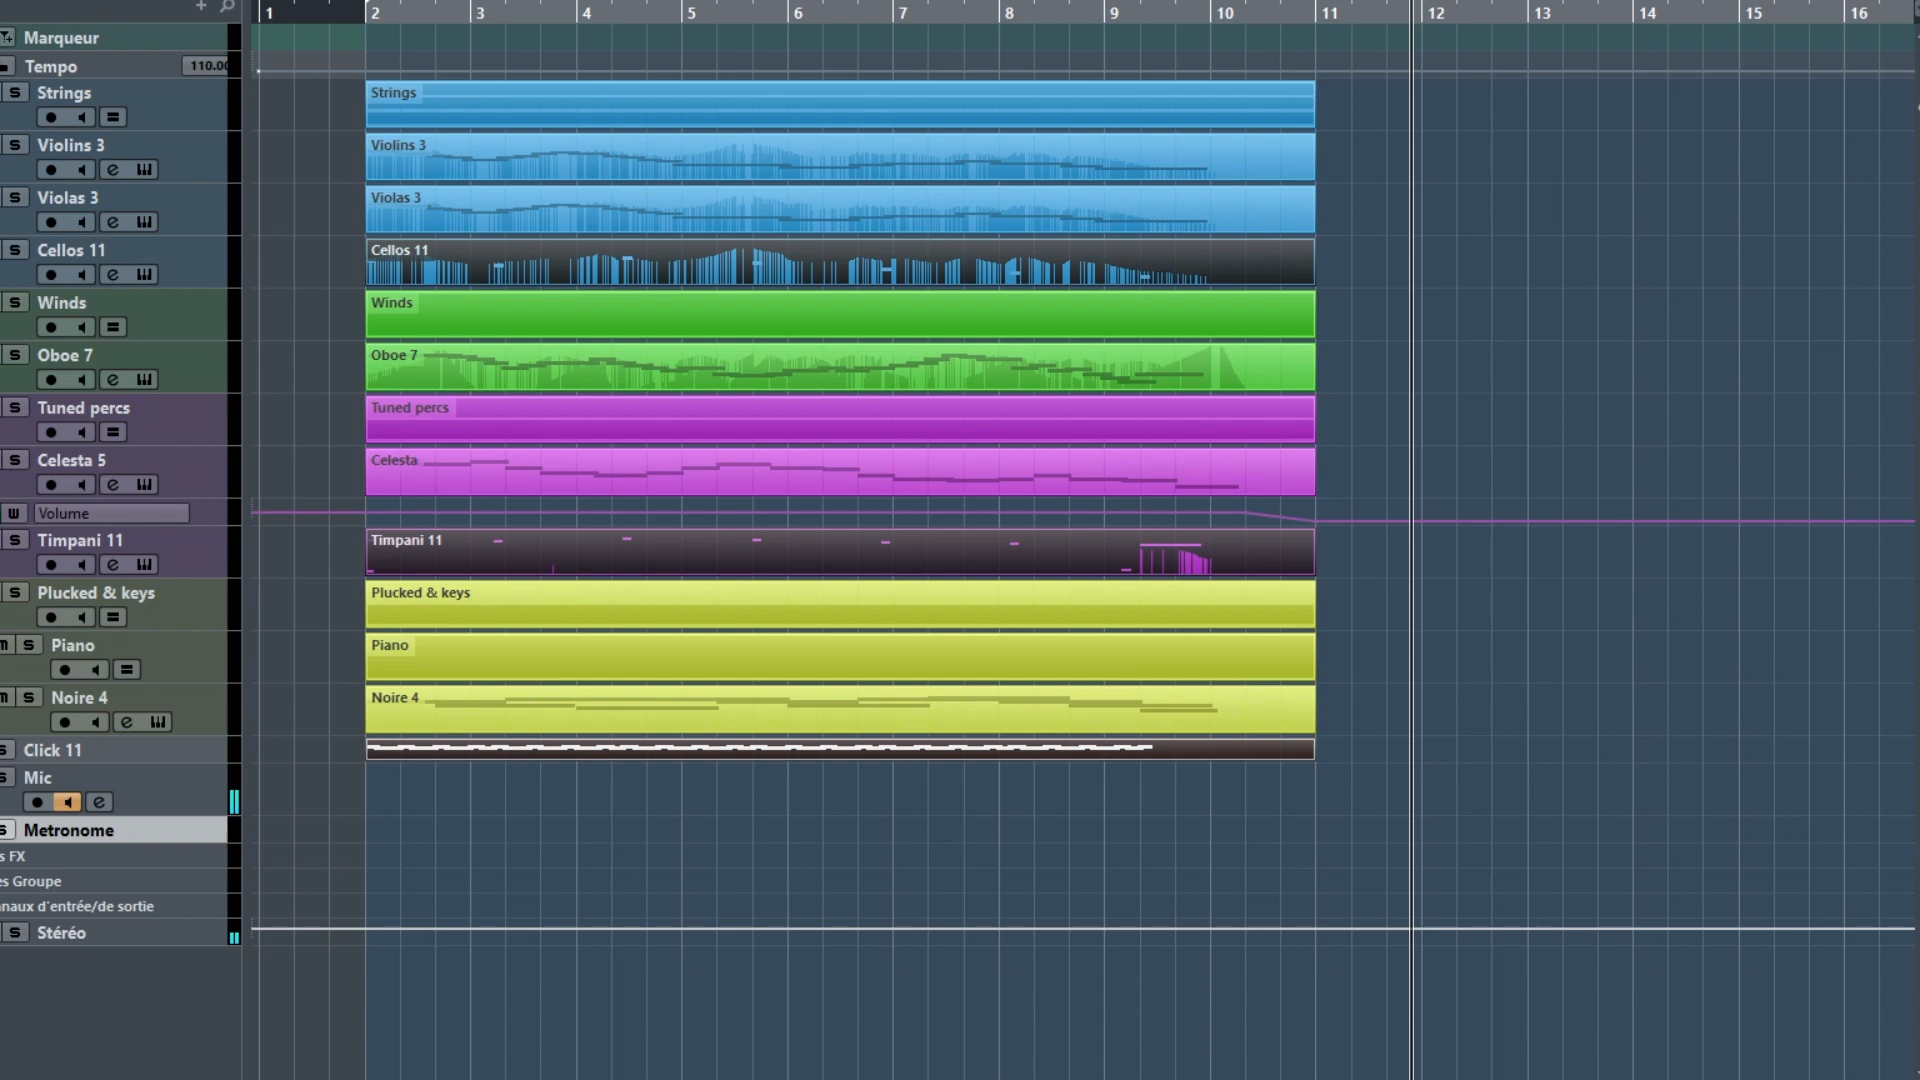 1 2 3 4 5 6 7 8 9 10 11 12 13 14 15 16
Marqueur
Tempo 110.00
S Strings
Strings
S Violins 3
Violins 3
S Violas 3
Violas 3
S Cellos 11
Cellos 11
S Winds
Winds
S Oboe 7
Oboe 7
S Tuned percs
Tuned percs
S Celesta 5
Celesta
W Volume
S Timpani 11
Timpani 11
S Plucked & keys
Plucked & keys
m S Piano
Piano
m S Noire 4
Noire 4
S Click 11
S Mic
S Metronome
s FX
es Groupe
naux d'entrée/de sortie
S Stéréo